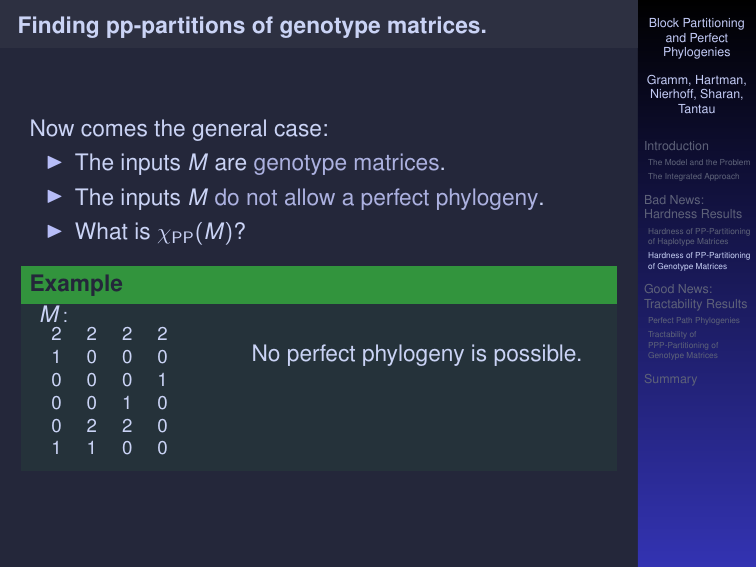 Finding pp-partitions of genotype matrices.
Now comes the general case:
▶ The inputs M are genotype matrices.
▶ The inputs M do not allow a perfect phylogeny.
▶ What is χPP(M)?
Example
M:
2 2 2 2
1 0 0 0
0 0 0 1
0 0 1 0
0 2 2 0
1 1 0 0
No perfect phylogeny is possible.
Block Partitioning
and Perfect
Phylogenies
Gramm, Hartman,
Nierhoff, Sharan,
Tantau
Introduction
The Model and the Problem
The Integrated Approach
Bad News:
Hardness Results
Hardness of PP-Partitioning
of Haplotype Matrices
Hardness of PP-Partitioning
of Genotype Matrices
Good News:
Tractability Results
Perfect Path Phylogenies
Tractability of
PPP-Partitioning of
Genotype Matrices
Summary